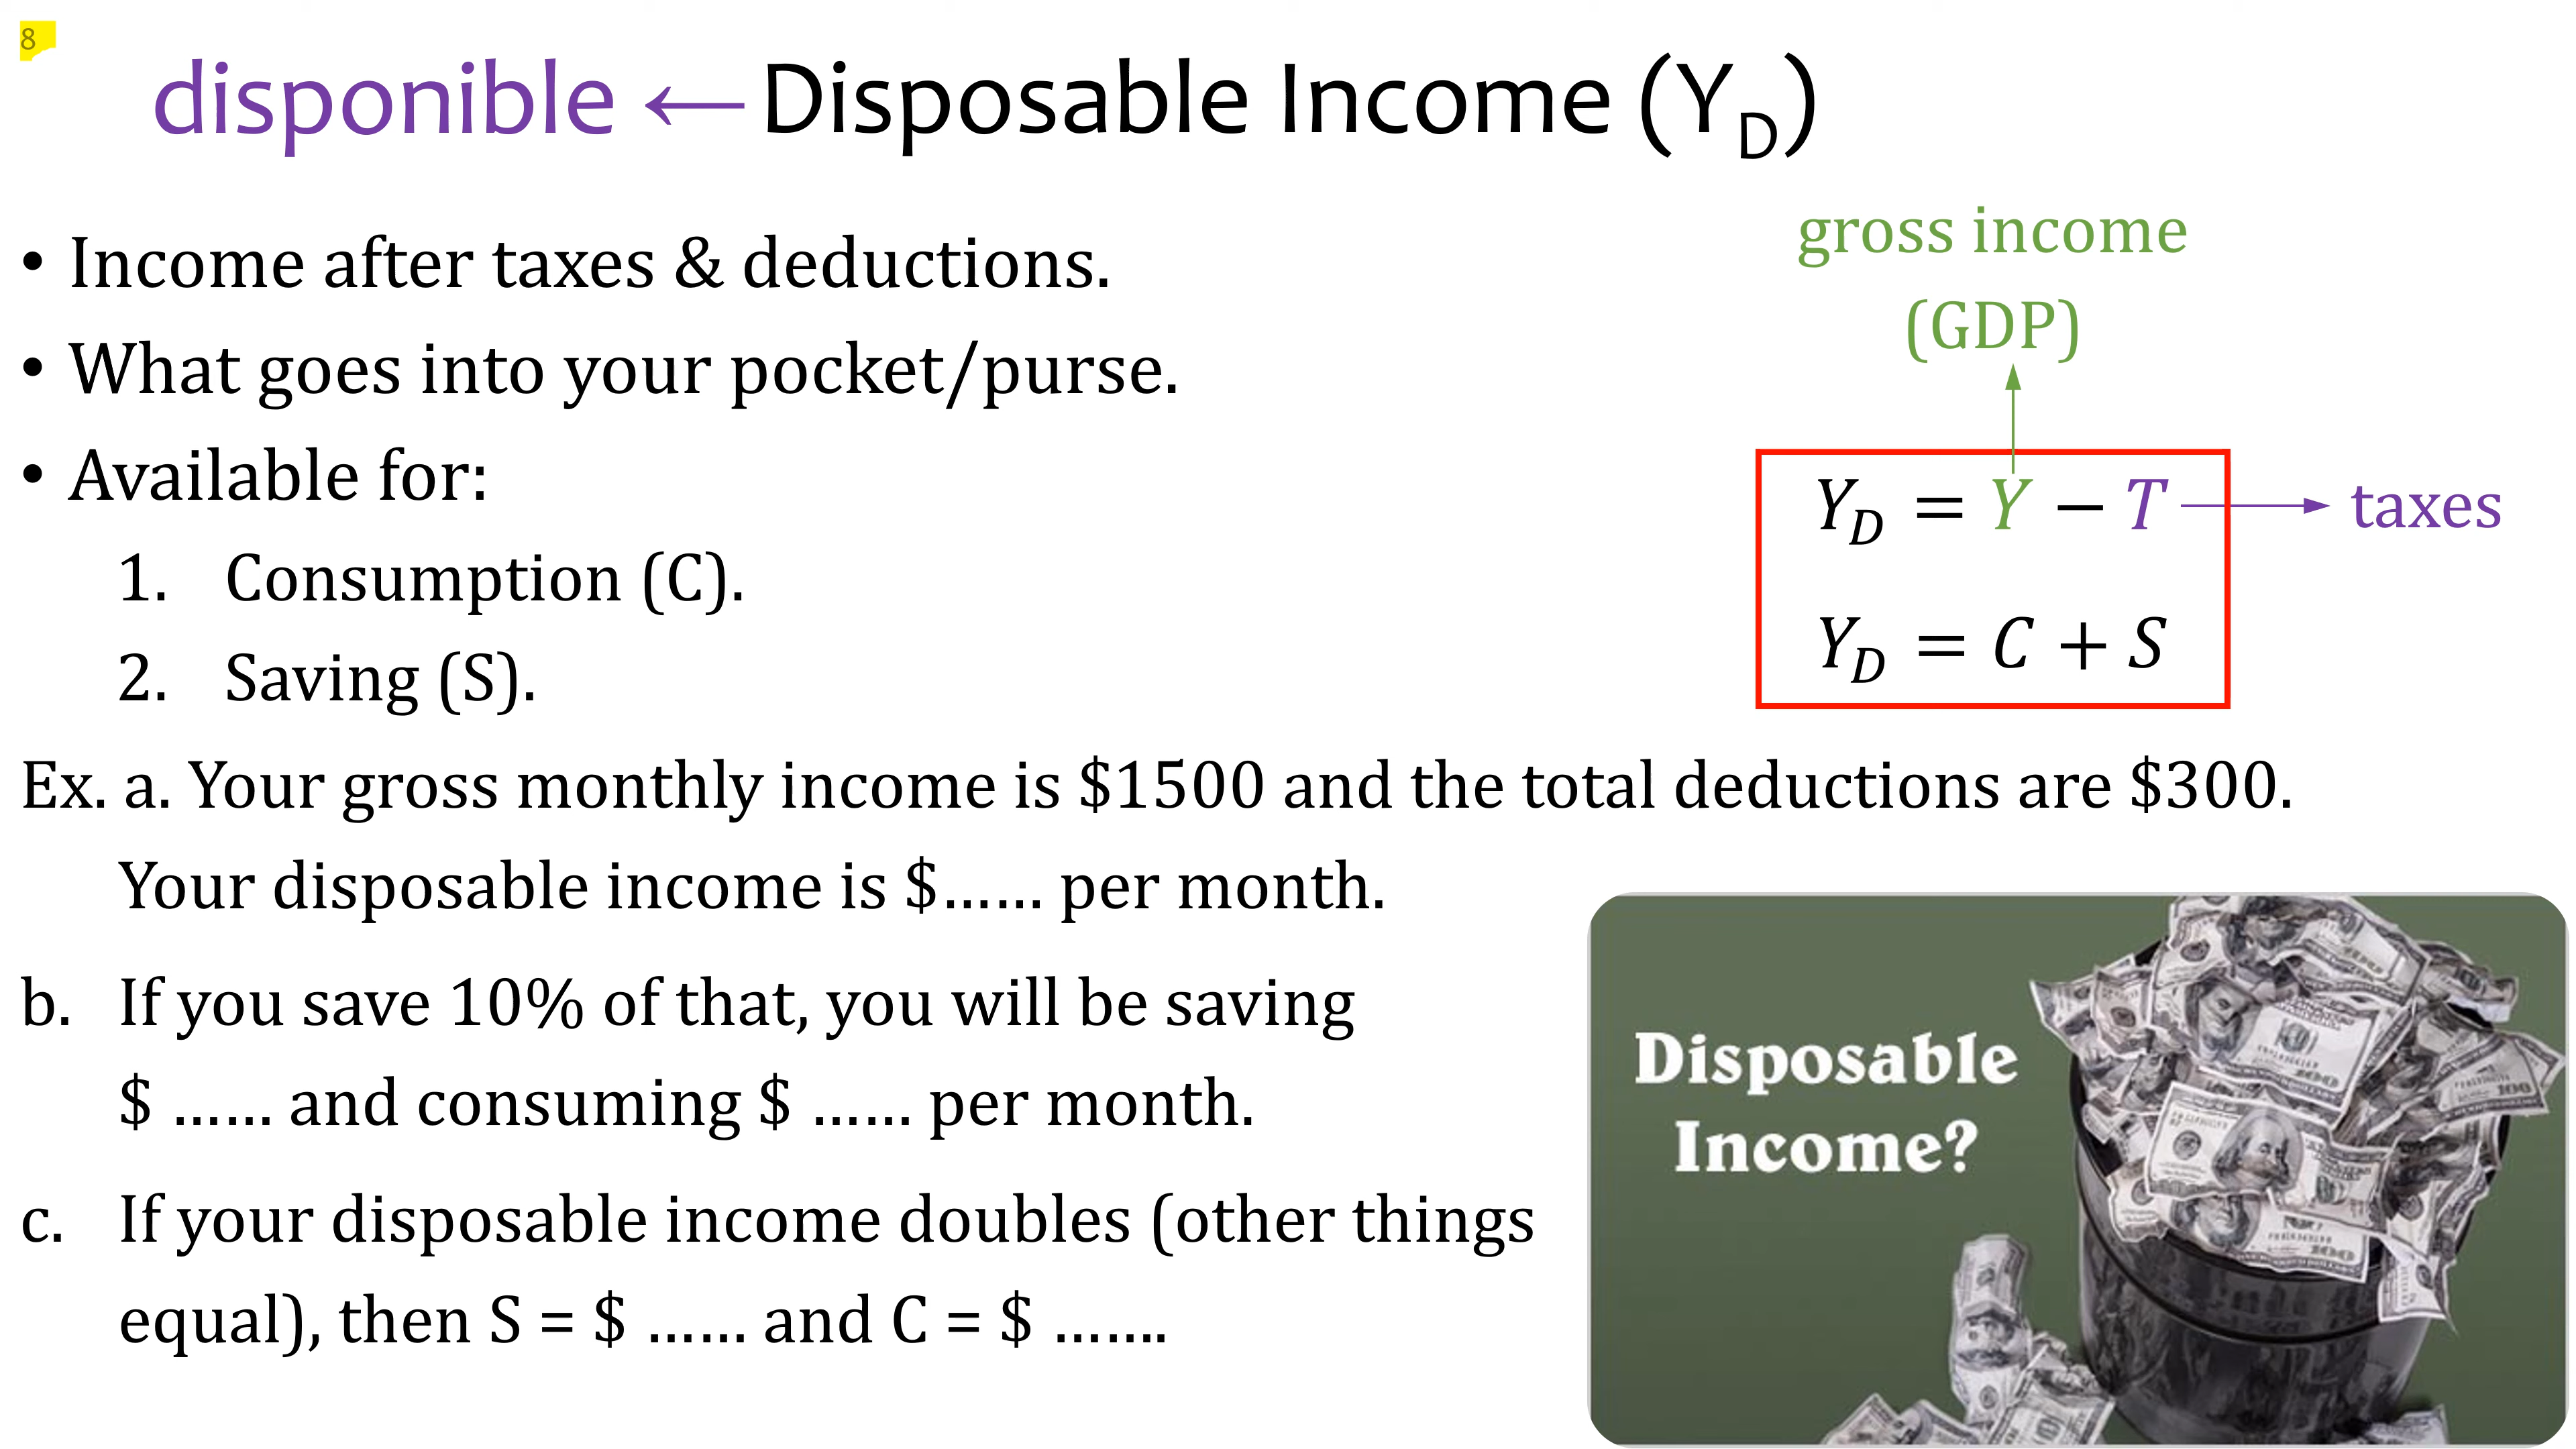 8
disponible ← Disposable Income (Y_D)
• Income after taxes & deductions.
• What goes into your pocket/purse.
• Available for:
1. Consumption (C).
2. Saving (S).
gross income
(GDP)
Y_D = Y − T → taxes
Y_D = C + S
Ex. a. Your gross monthly income is $1500 and the total deductions are $300.
Your disposable income is $...... per month.
b. If you save 10% of that, you will be saving
$ ...... and consuming $ ...... per month.
c. If your disposable income doubles (other things
equal), then S = $ ...... and C = $ .......
Disposable
Income?
100
100
100